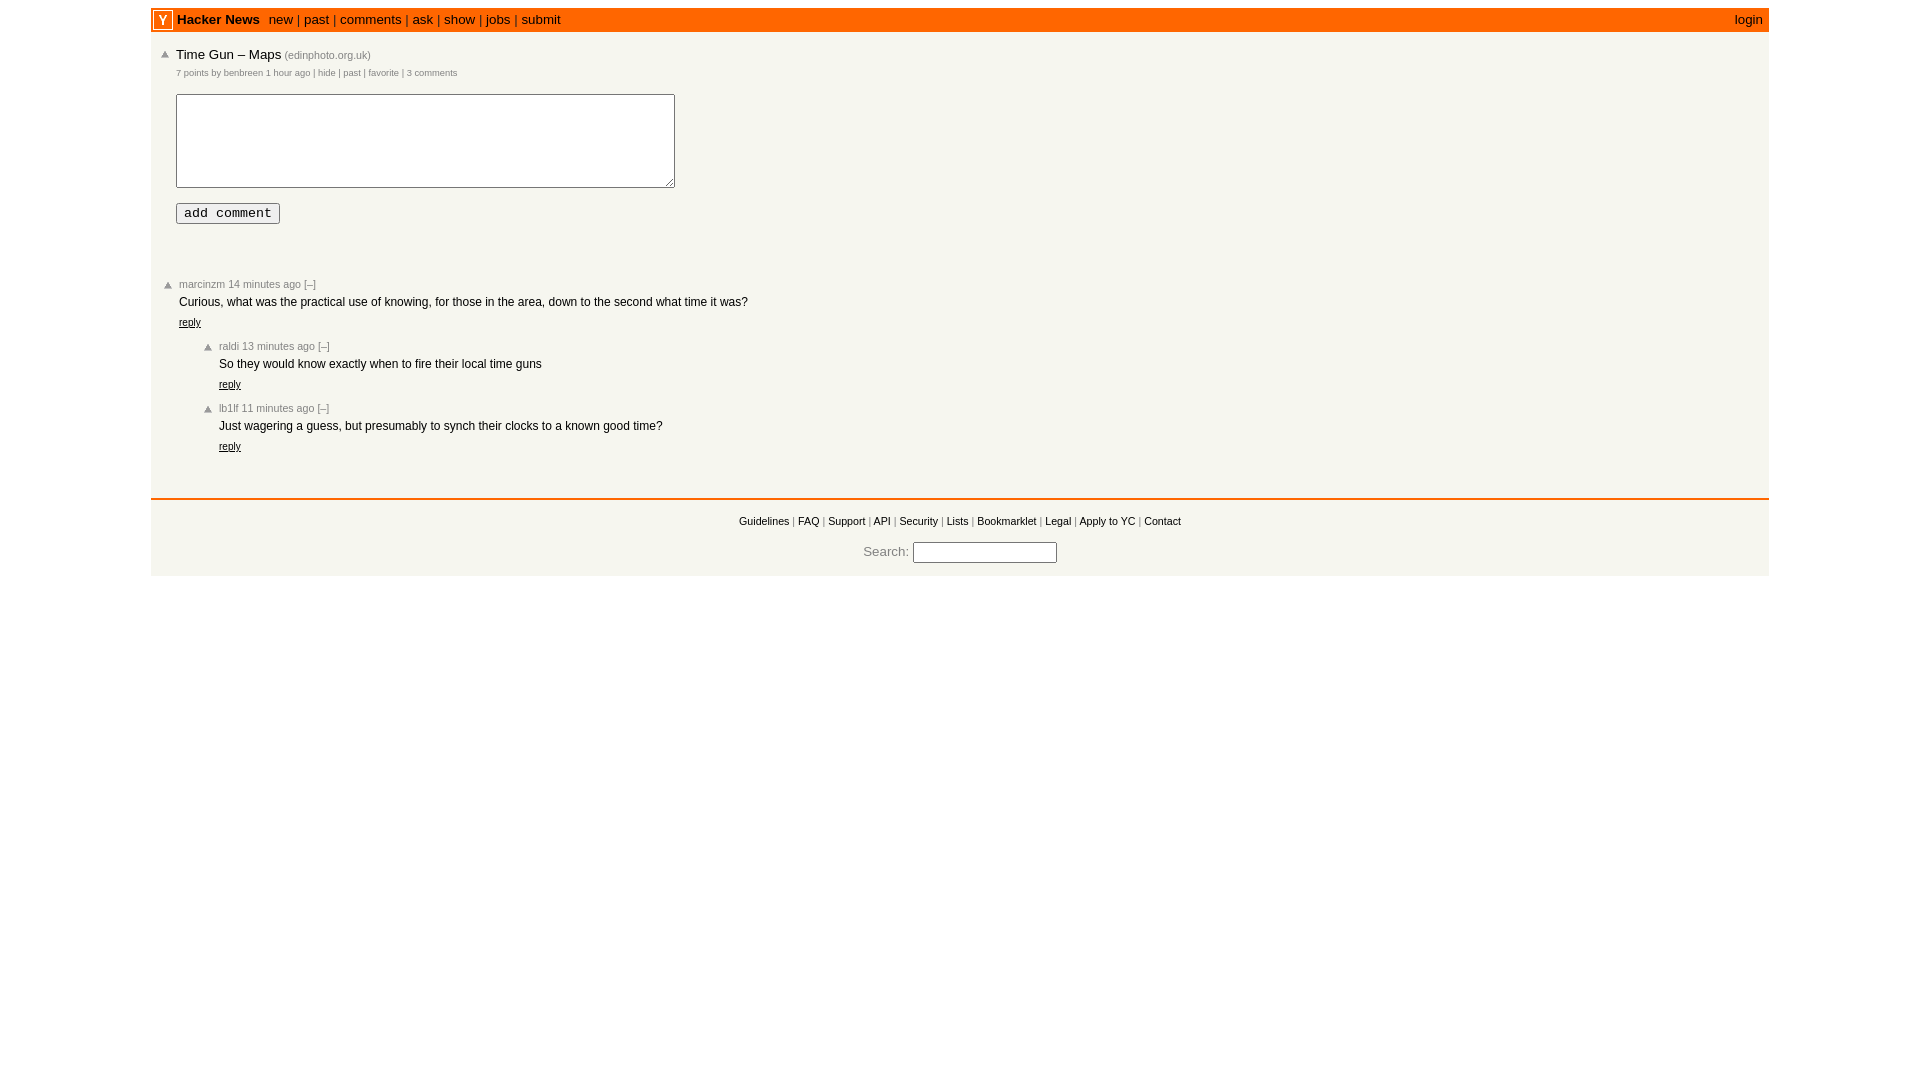 Y Hacker News new | past | comments | ask | show | jobs | submit login
Time Gun – Maps (edinphoto.org.uk)
7 points by benbreen 1 hour ago | hide | past | favorite | 3 comments
add comment
marcinzm 14 minutes ago [–]
Curious, what was the practical use of knowing, for those in the area, down to the second what time it was?
reply
raldi 13 minutes ago [–]
So they would know exactly when to fire their local time guns
reply
lb1lf 11 minutes ago [–]
Just wagering a guess, but presumably to synch their clocks to a known good time?
reply
Guidelines | FAQ | Support | API | Security | Lists | Bookmarklet | Legal | Apply to YC | Contact
Search: